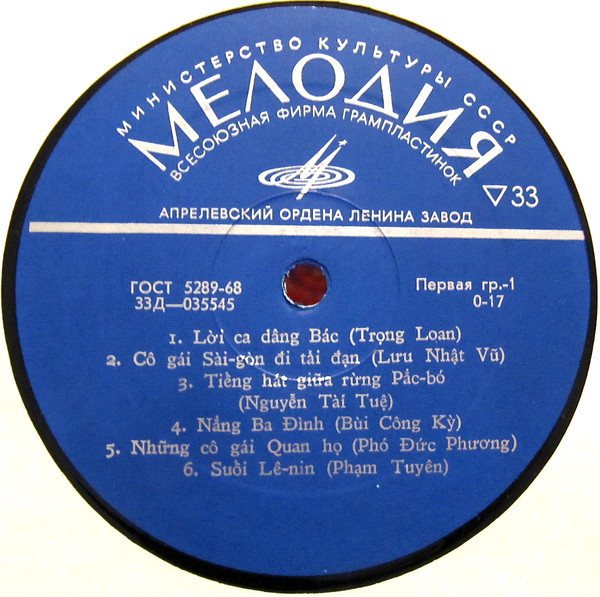 МИНИСТЕРСТВО КУЛЬТУРЫ СССР
МЕЛОДИЯ
ВСЕСОЮЗНАЯ ФИРМА ГРАМПЛАСТИНОК
33
АПРЕЛЕВСКИЙ ОРДЕНА ЛЕНИНА ЗАВОД
ГОСТ 5289-68
33Д—035545
Первая гр.-1
0-17
1. Lời ca dâng Bác (Trọng Loan)
2. Cô gái Sài-gòn đi tải đạn (Lưu Nhật Vũ)
3. Tiếng hát giữa rừng Pắc-bó
(Nguyễn Tài Tuệ)
4. Nắng Ba Đình (Bùi Công Kỳ)
5. Những cô gái Quan họ (Phó Đức Phương)
6. Suối Lê-nin (Phạm Tuyên)